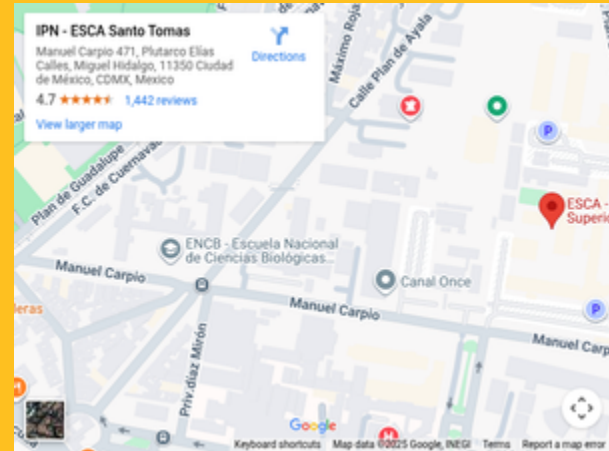 IPN - ESCA Santo Tomas
Manuel Carpio 471, Plutarco Elías
Calles, Miguel Hidalgo, 11350 Ciudad
de México, CDMX, Mexico
4.7
1,442 reviews
View larger map
Directions
Máximo Rojas
Calle Plan de Ayala
P
Plan de Guadalupe
F.C. de Cuernavaca
ESCA -
Superio
ENCB - Escuela Nacional
de Ciencias Biológicas...
Manuel Carpio
Canal Once
Manuel Carpio
P
Manuel Carp
Priv.díaz Mirón
Google
Keyboard shortcuts
Map data ©2025 Google, INEGI
Terms
Report a map error